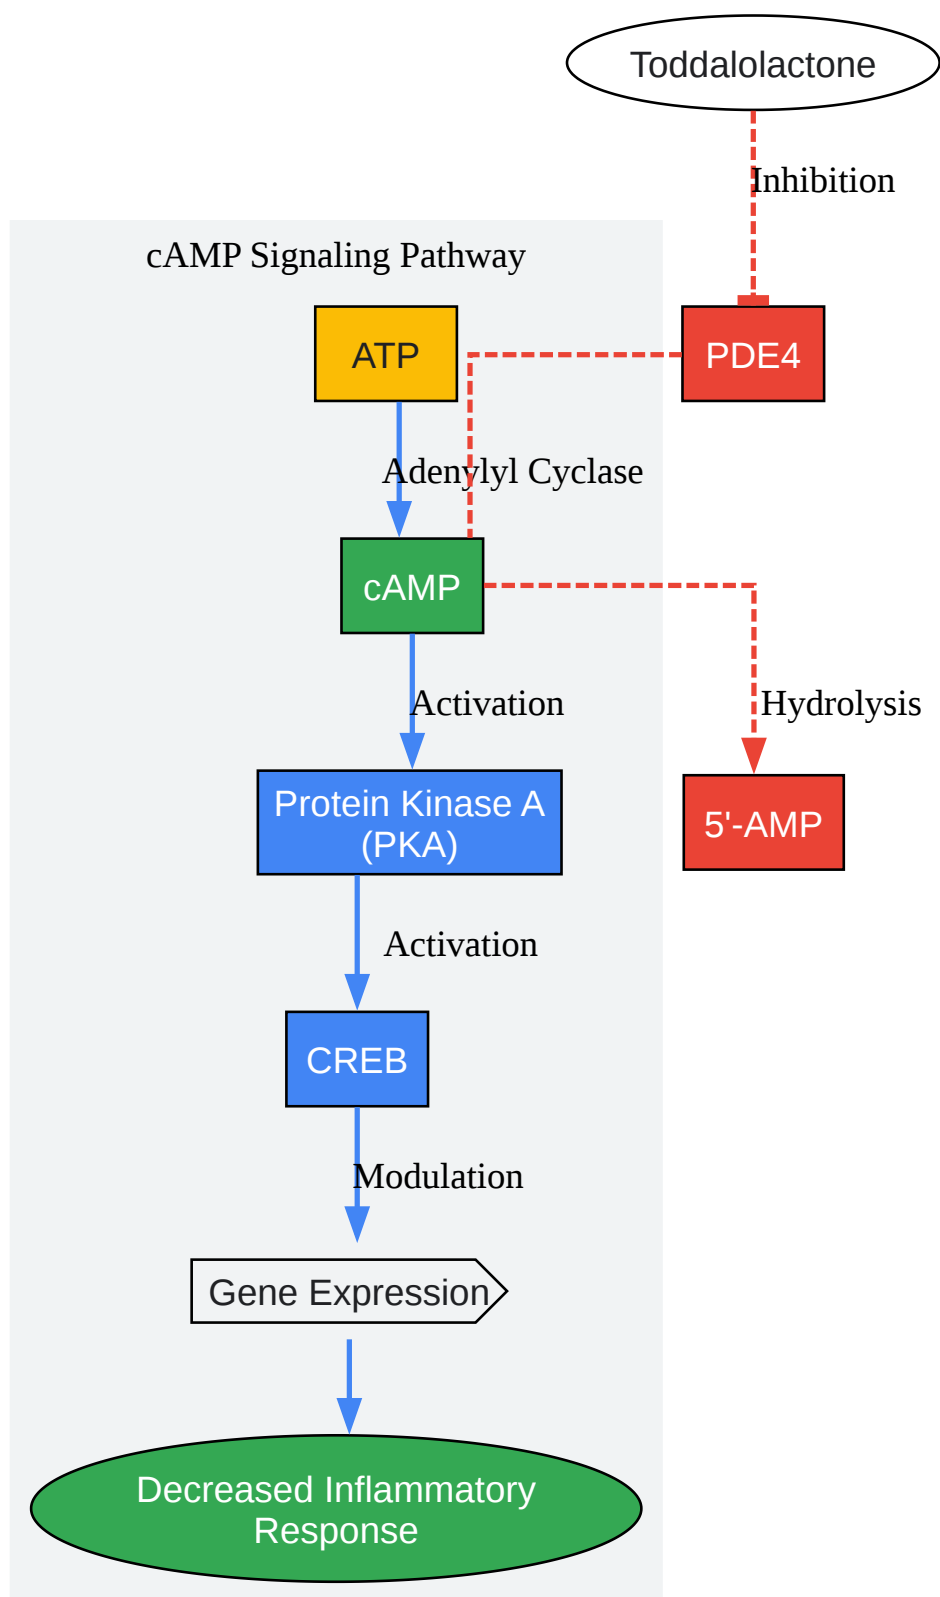 Toddalolactone
Inhibition
cAMP Signaling Pathway
ATP
PDE4
Adenylyl Cyclase
cAMP
Activation
Hydrolysis
Protein Kinase A
(PKA)
5'-AMP
Activation
CREB
Modulation
Gene Expression
Decreased Inflammatory
Response